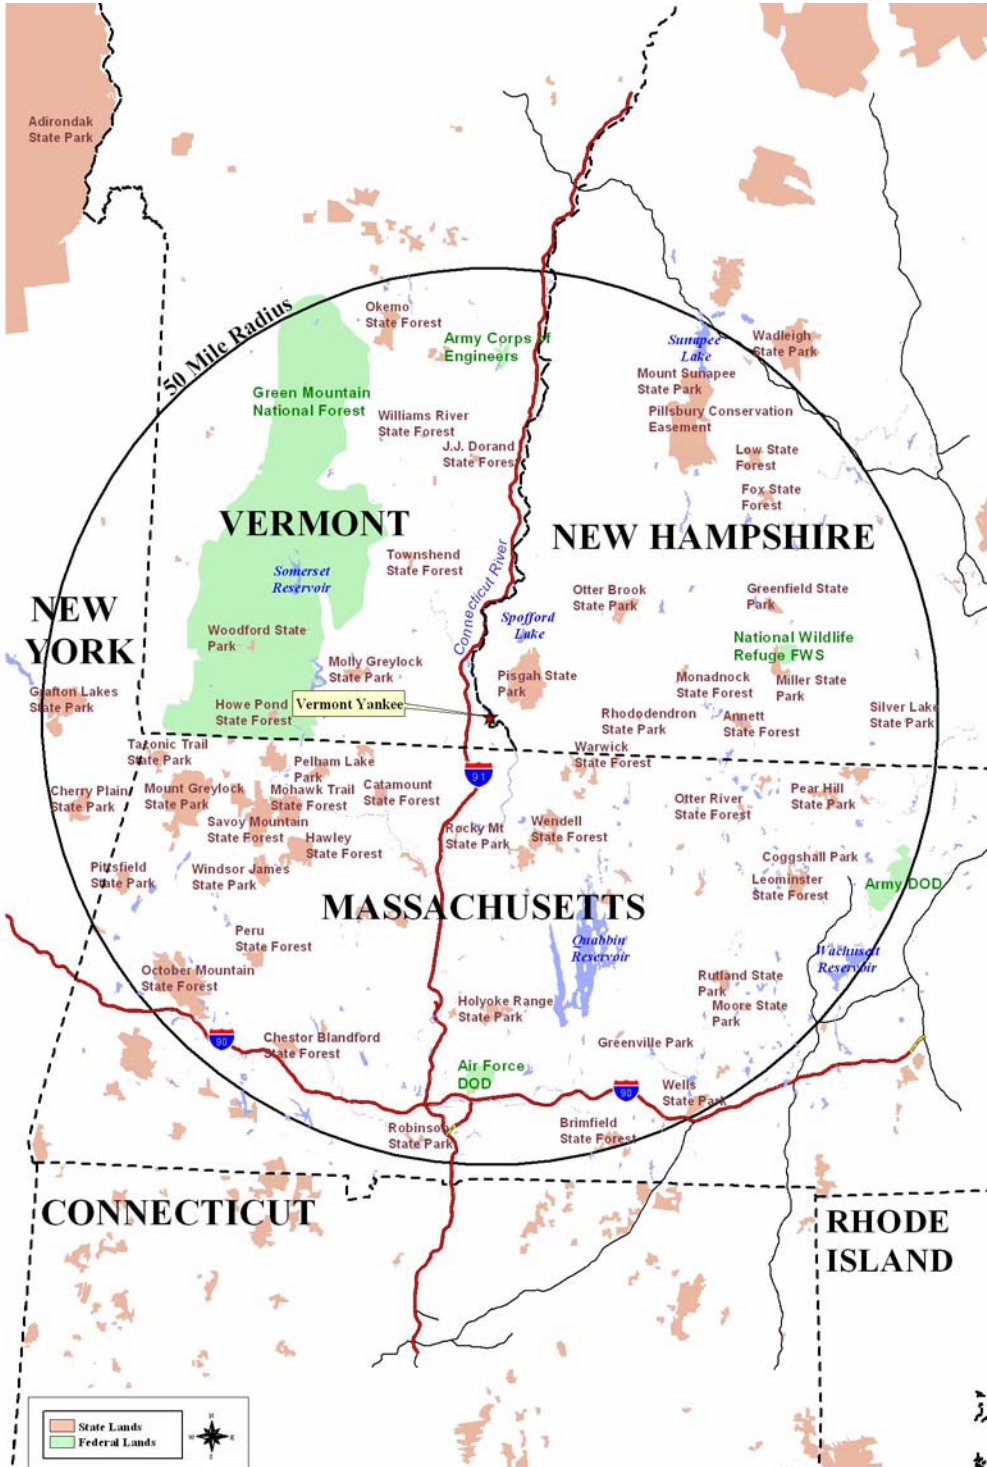 Adirondak
State Park
50 Mile Radius
Okemo
State Forest
Army Corps of
Engineers
Sunapee
Lake
Wadleigh
State Park
Mount Sunapee
State Park
Green Mountain
National Forest
Williams River
State Forest
Pillsbury Conservation
Easement
J.J. Dorand
State Forest
Low State
Forest
Fox State
Forest
VERMONT
NEW HAMPSHIRE
Townshend
State Forest
Somerset
Reservoir
Connecticut River
Otter Brook
State Park
Greenfield State
Park
NEW
YORK
Spofford
Lake
Woodford State
Park
National Wildlife
Refuge FWS
Molly Greylock
State Park
Pisgah State
Park
Monadnock
State Forest
Miller State
Park
Grafton Lakes
State Park
Howe Pond
State Forest
Vermont Yankee
Rhododendron
State Park
Annett
State Forest
Silver Lake
State Park
Taconic Trail
State Park
Warwick
State Forest
Pelham Lake
Park
91
Cherry Plain
State Park
Mount Greylock
State Park
Mohawk Trail
State Forest
Catamount
State Forest
Otter River
State Forest
Pear Hill
State Park
Savoy Mountain
State Forest
Hawley
State Forest
Rocky Mt
State Park
Wendell
State Forest
Pittsfield
State Park
Windsor James
State Park
Coggshall Park
Leominster
State Forest
Army DOD
MASSACHUSETTS
Peru
State Forest
Quabbin
Reservoir
Wachusett
Reservoir
October Mountain
State Forest
Rutland State
Park
Moore State
Park
Holyoke Range
State Park
90
Chestor Blandford
State Forest
Greenville Park
Air Force
DOD
90
Wells
State Park
Robinson
State Park
Brimfield
State Forest
CONNECTICUT
RHODE
ISLAND
State Lands
Federal Lands
N
W
E
S